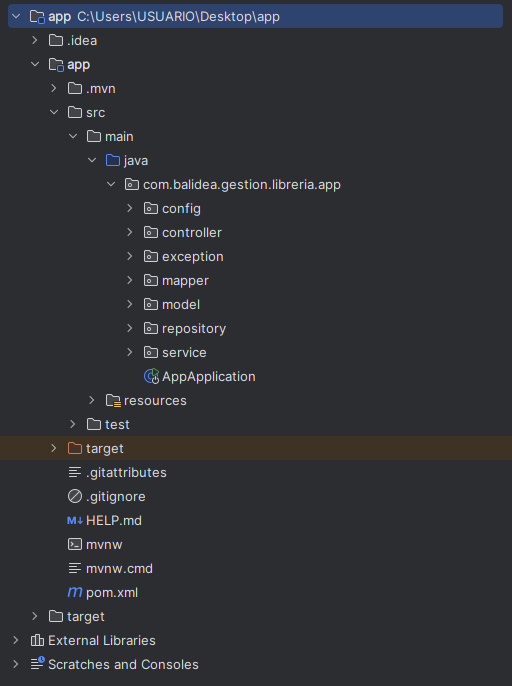 app C:\Users\USUARIO\Desktop\app
.idea
app
.mvn
src
main
java
com.balidea.gestion.libreria.app
config
controller
exception
mapper
model
repository
service
AppApplication
resources
test
target
.gitattributes
.gitignore
M↓ HELP.md
mvnw
mvnw.cmd
m pom.xml
target
External Libraries
Scratches and Consoles